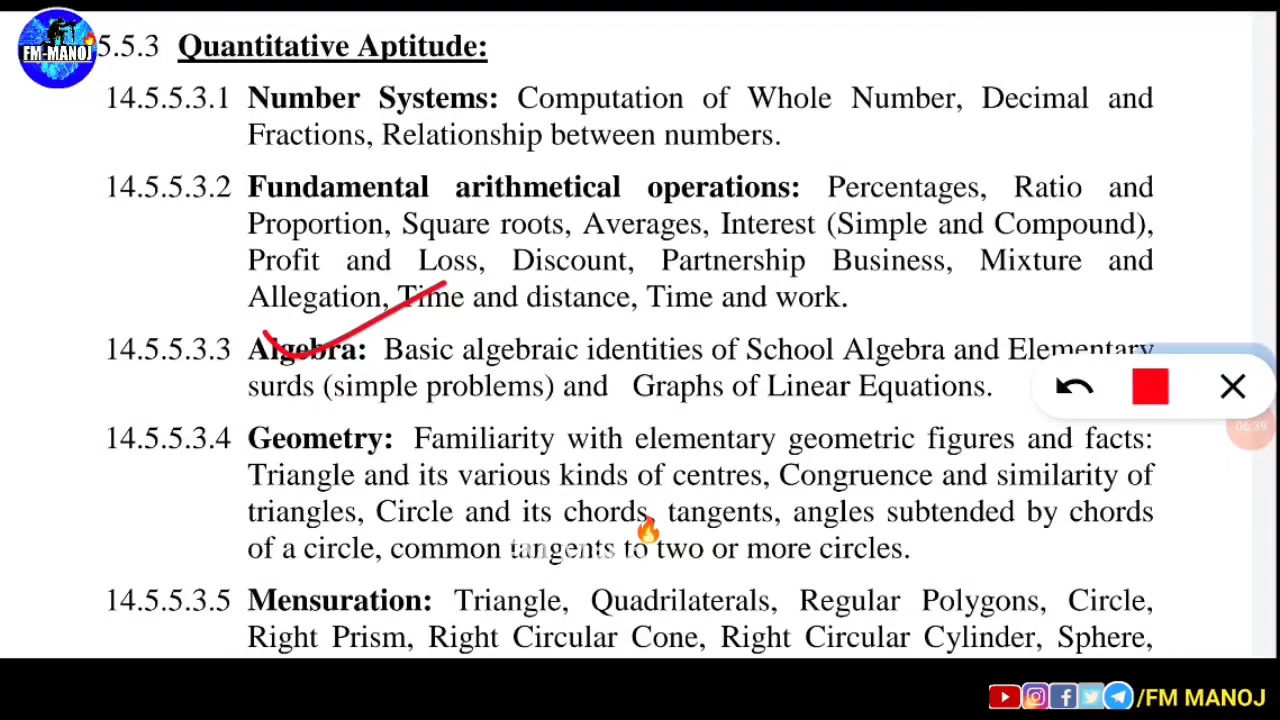 FM-MANOJ
5.5.3 Quantitative Aptitude:
14.5.5.3.1 Number Systems: Computation of Whole Number, Decimal and
Fractions, Relationship between numbers.
14.5.5.3.2 Fundamental arithmetical operations: Percentages, Ratio and
Proportion, Square roots, Averages, Interest (Simple and Compound),
Profit and Loss, Discount, Partnership Business, Mixture and
Allegation, Time and distance, Time and work.
14.5.5.3.3 Algebra: Basic algebraic identities of School Algebra and Elementary
surds (simple problems) and Graphs of Linear Equations.
06:39
14.5.5.3.4 Geometry: Familiarity with elementary geometric figures and facts:
Triangle and its various kinds of centres, Congruence and similarity of
triangles, Circle and its chords, tangents, angles subtended by chords
of a circle, common tangents to two or more circles.
14.5.5.3.5 Mensuration: Triangle, Quadrilaterals, Regular Polygons, Circle,
Right Prism, Right Circular Cone, Right Circular Cylinder, Sphere,
/FM MANOJ